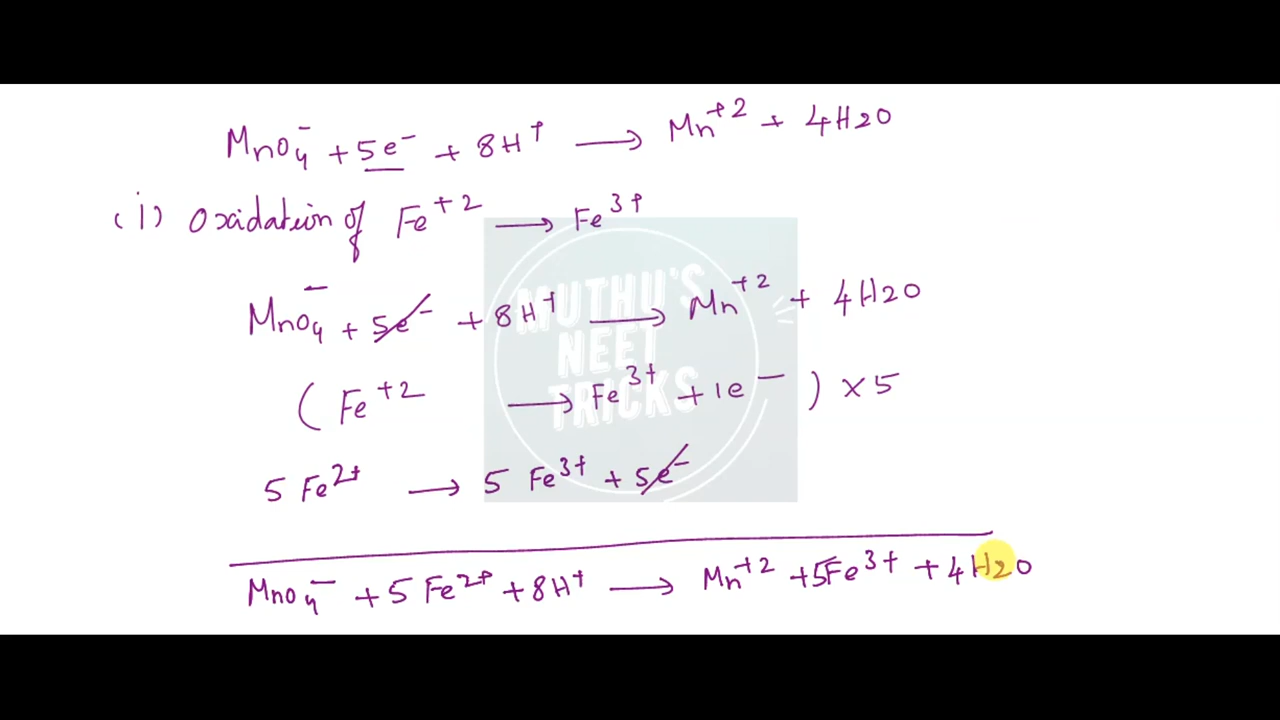 MnO₄⁻ + 5e⁻ + 8H⁺ ⟶ Mn⁺² + 4H2O
(i) Oxidation of Fe⁺² ⟶ Fe³⁺
MnO₄⁻ + 5e⁻ + 8H⁺ ⟶ Mn⁺² + 4H2O
(Fe⁺² ⟶ Fe³⁺ + 1e⁻) × 5
5 Fe²⁺ ⟶ 5 Fe³⁺ + 5e⁻
MnO₄⁻ + 5 Fe²⁺ + 8H⁺ ⟶ Mn⁺² + 5Fe³⁺ + 4H2O
MUTHU'S
NEET
TRICKS